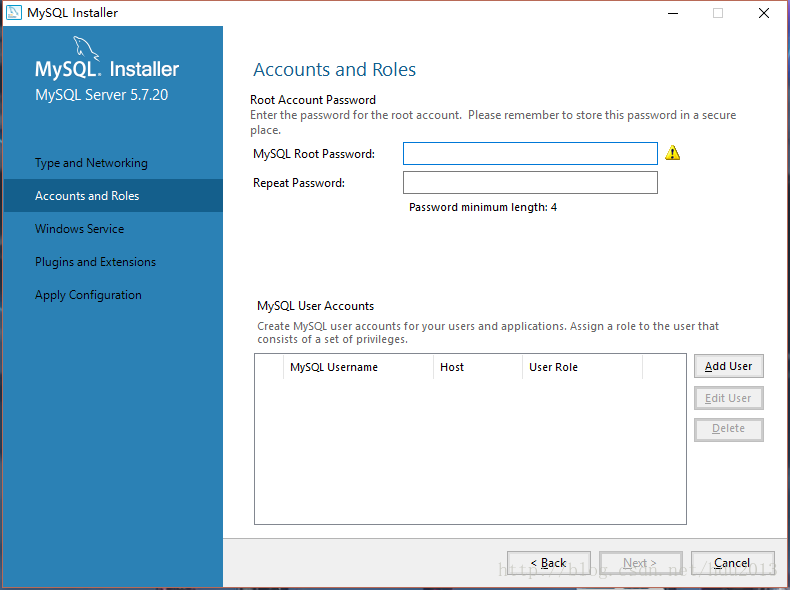 MySQL Installer
MySQL. Installer
MySQL Server 5.7.20
Type and Networking
Accounts and Roles
Windows Service
Plugins and Extensions
Apply Configuration
Accounts and Roles
Root Account Password
Enter the password for the root account. Please remember to store this password in a secure
place.
MySQL Root Password:
Repeat Password:
Password minimum length: 4
MySQL User Accounts
Create MySQL user accounts for your users and applications. Assign a role to the user that
consists of a set of privileges.
MySQL Username Host User Role
Add User
Edit User
Delete
< Back Next > Cancel
http://blog.csdn.net/hdu2013